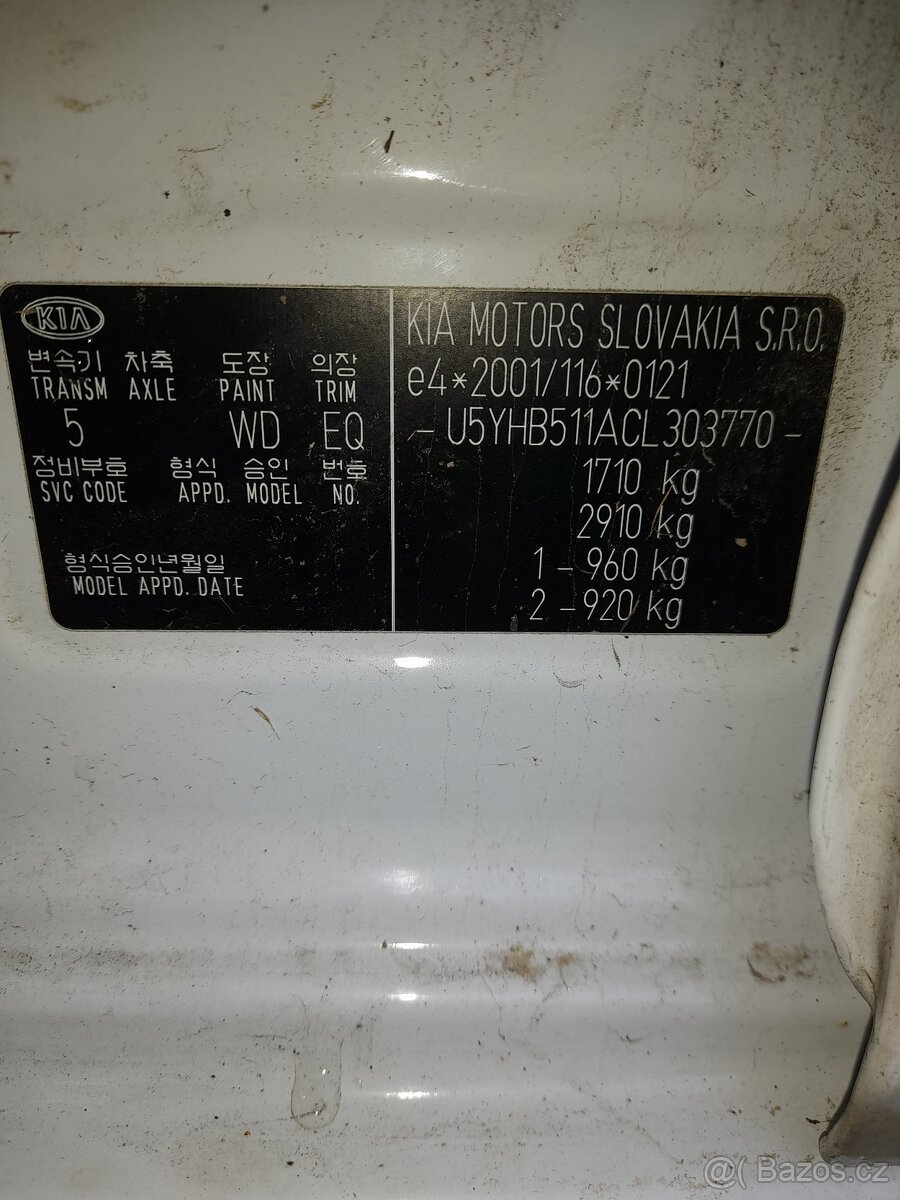 KIA
변속기 차축 도장 의장
TRANSM AXLE PAINT TRIM
5 WD EQ
정비부호 형식 승인 번호
SVC CODE APPD. MODEL NO.
형식승인년월일
MODEL APPD. DATE
KIA MOTORS SLOVAKIA S.R.O.
e4*2001/116*0121
- U5YHB511ACL303770 -
1710 kg
2910 kg
1 - 960 kg
2 - 920 kg
@( Bazos.cz